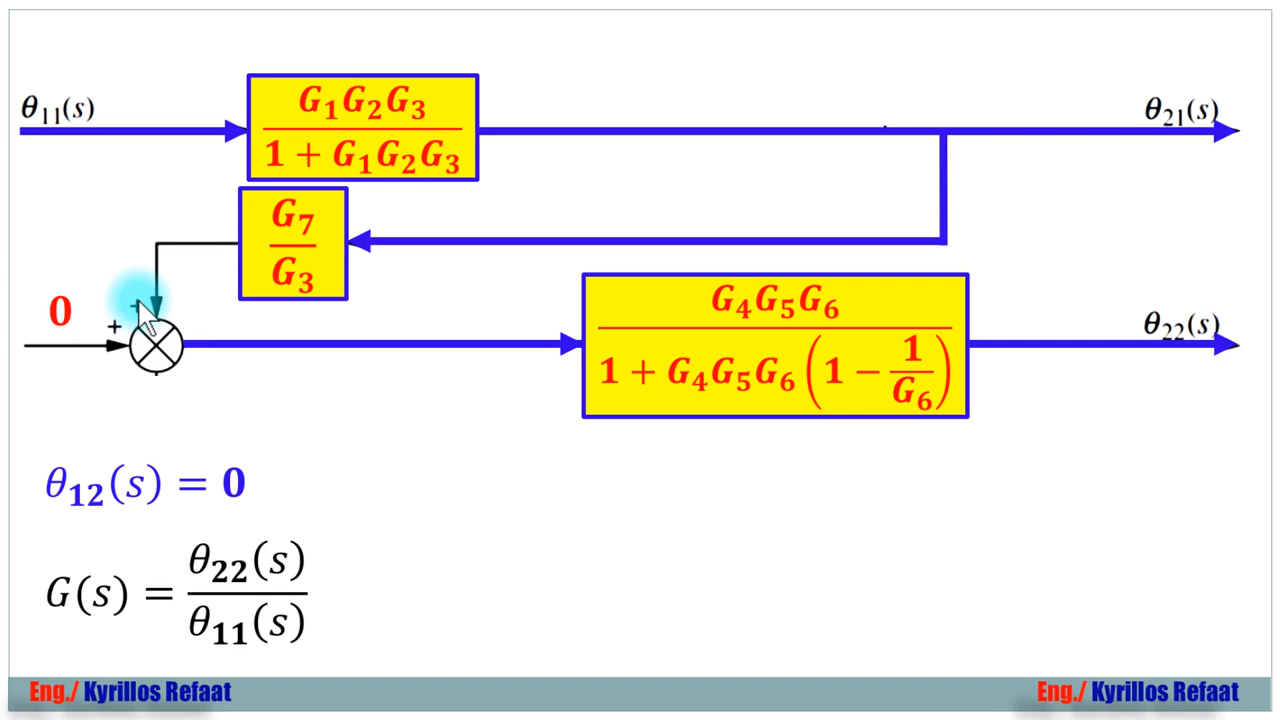 θ₁₁(s)
G₁G₂G₃
1 + G₁G₂G₃
θ₂₁(s)
G₇
G₃
0
+
+
G₄G₅G₆
1 + G₄G₅G₆(1 − 1/G₆)
θ₂₂(s)
θ₁₂(s) = 0
G(s) = θ₂₂(s)/θ₁₁(s)
Eng./ Kyrillos Refaat
Eng./ Kyrillos Refaat